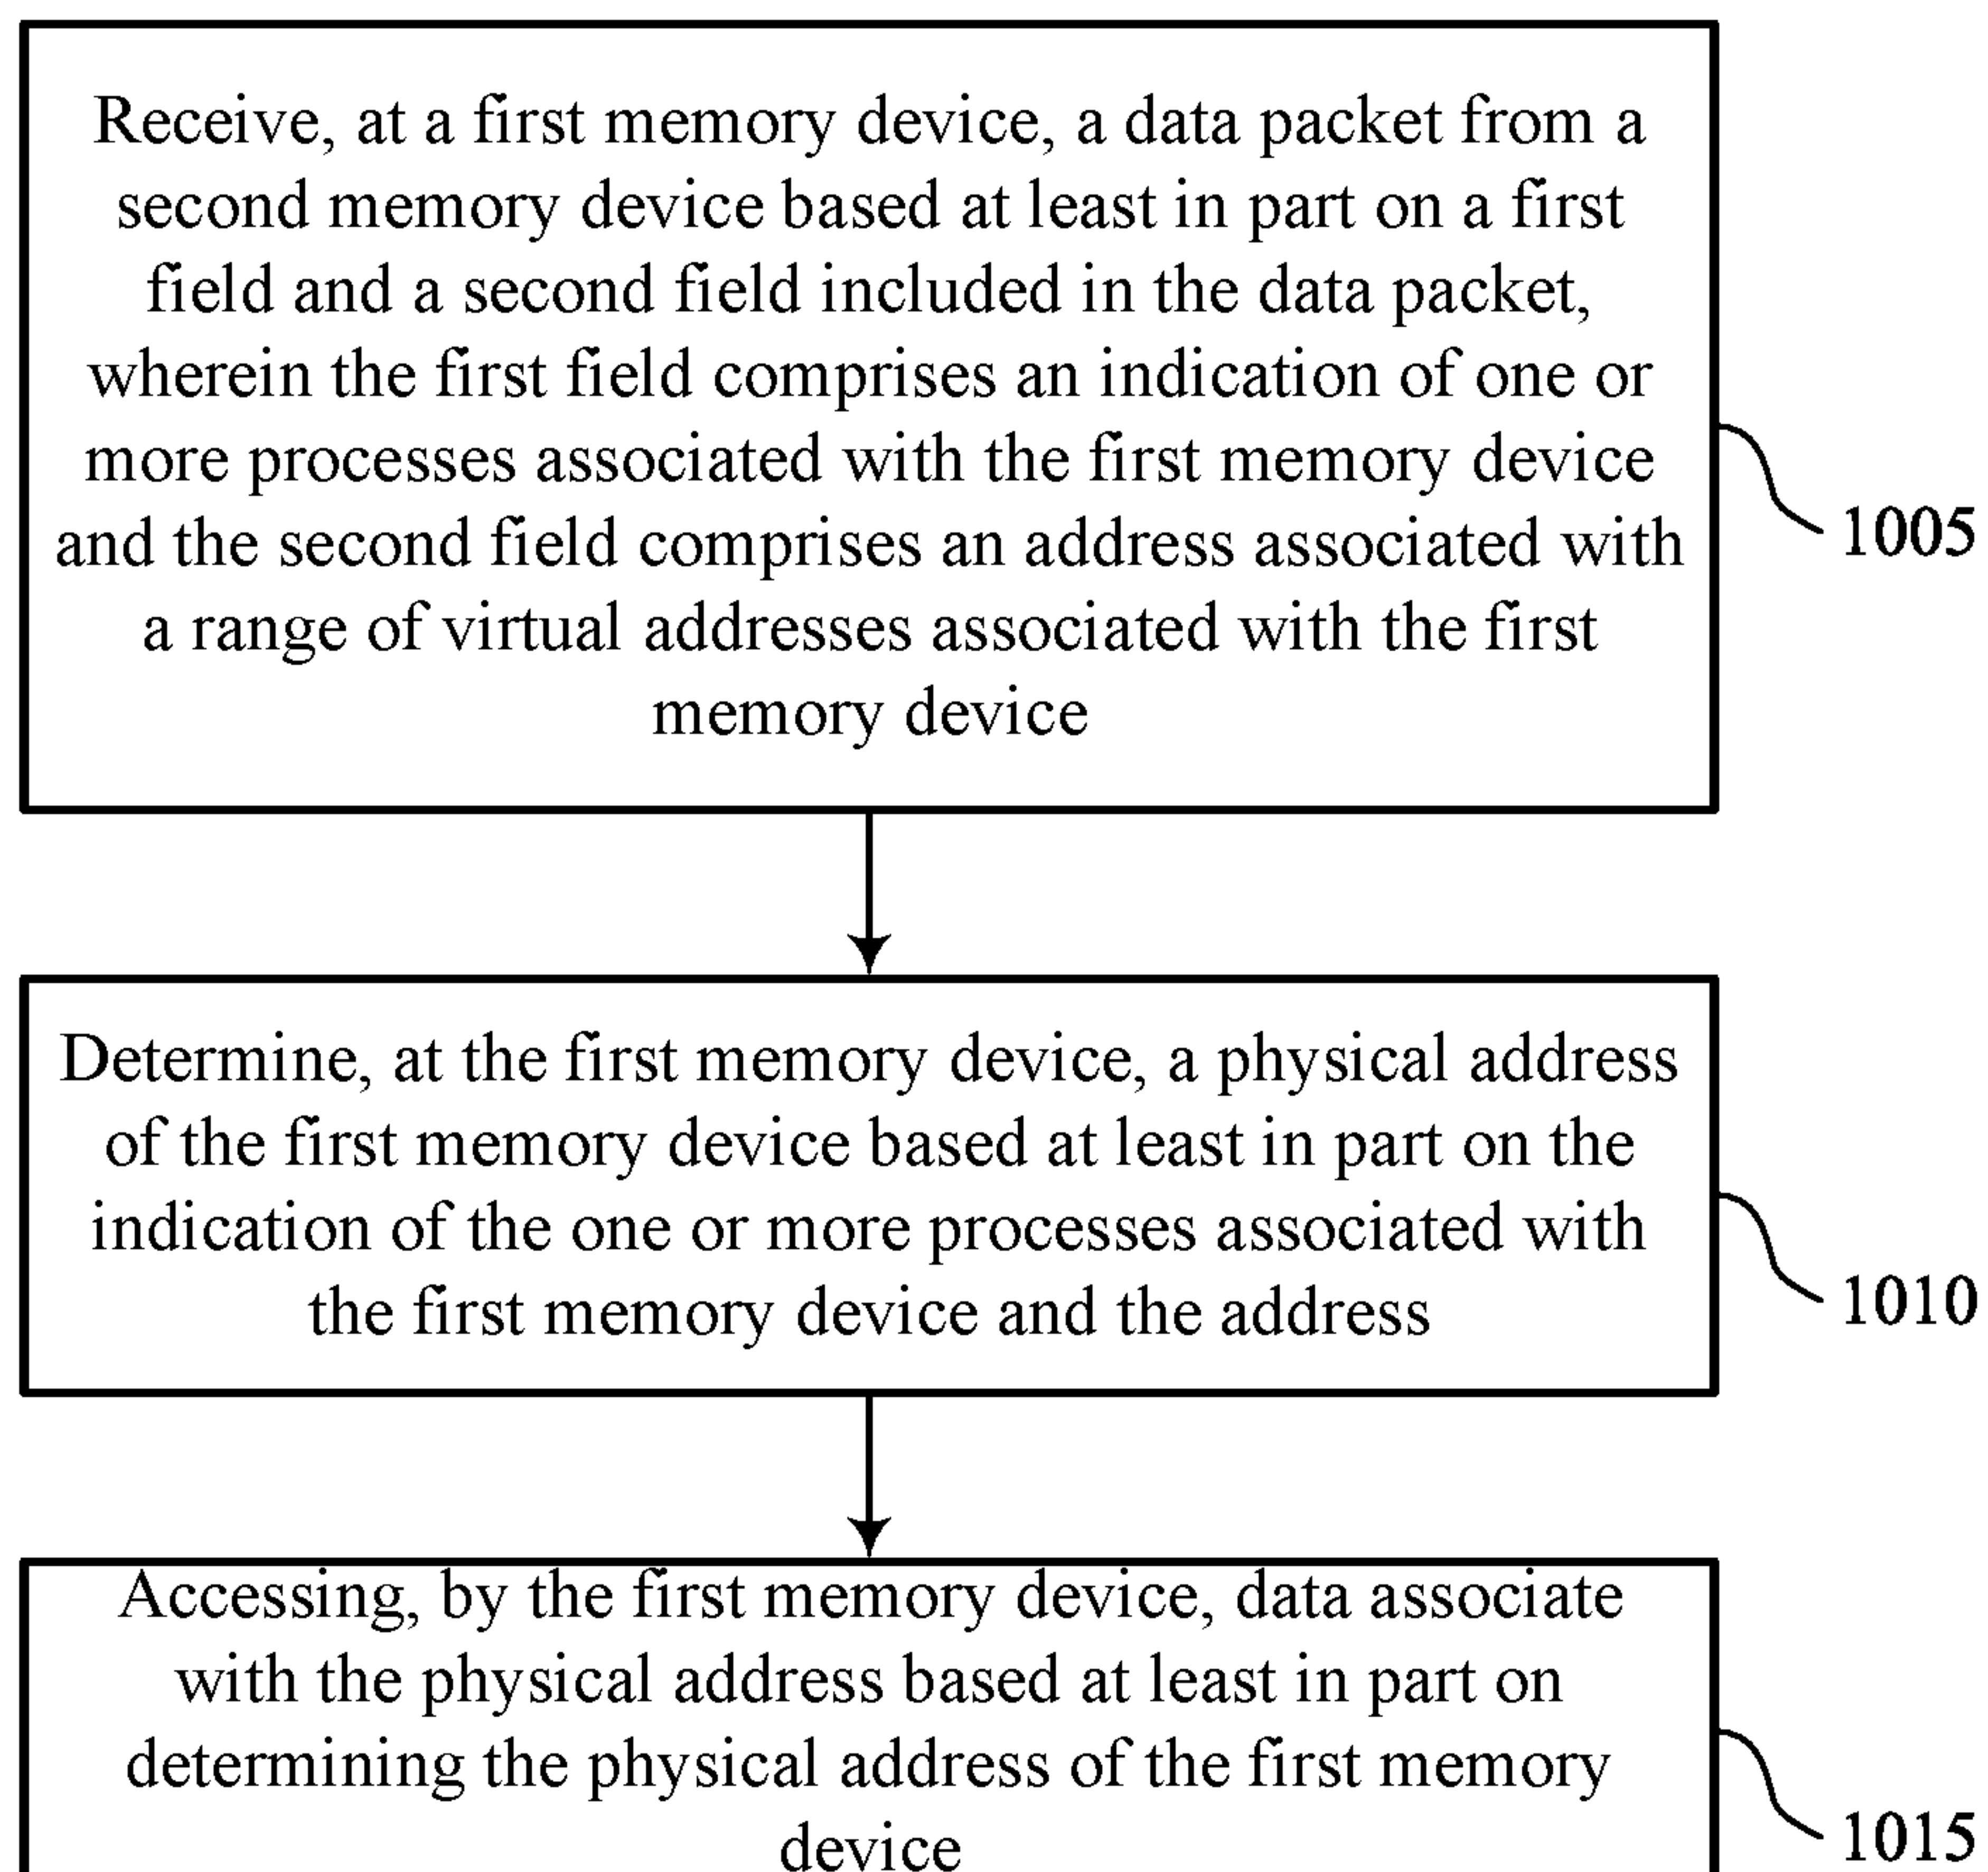 Receive, at a first memory device, a data packet from a
second memory device based at least in part on a first
field and a second field included in the data packet,
wherein the first field comprises an indication of one or
more processes associated with the first memory device
and the second field comprises an address associated with
a range of virtual addresses associated with the first
memory device
1005
Determine, at the first memory device, a physical address
of the first memory device based at least in part on the
indication of the one or more processes associated with
the first memory device and the address
1010
Accessing, by the first memory device, data associate
with the physical address based at least in part on
determining the physical address of the first memory
device
1015